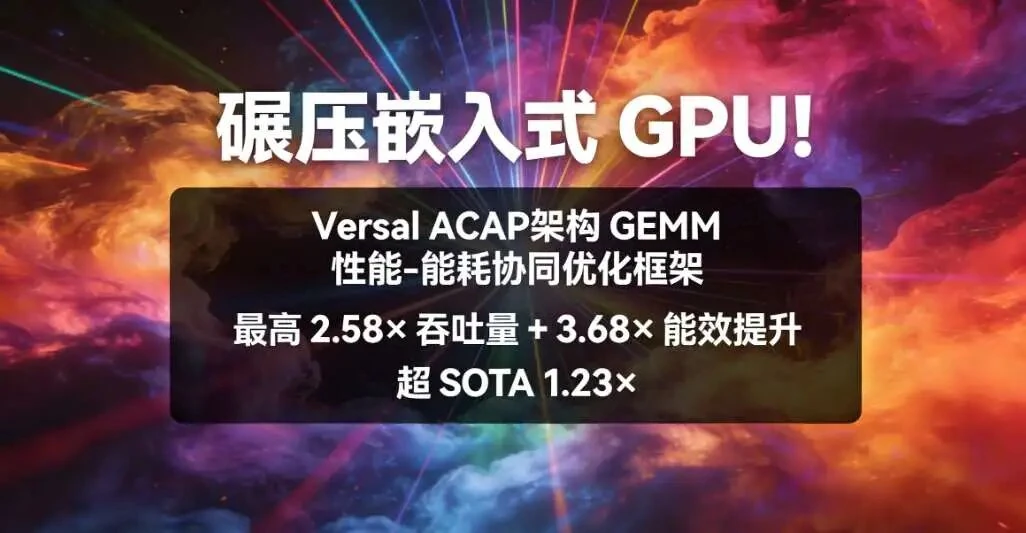 碾压嵌入式 GPU!
Versal ACAP架构 GEMM
性能-能耗协同优化框架
最高 2.58× 吞吐量 + 3.68× 能效提升
超 SOTA 1.23×